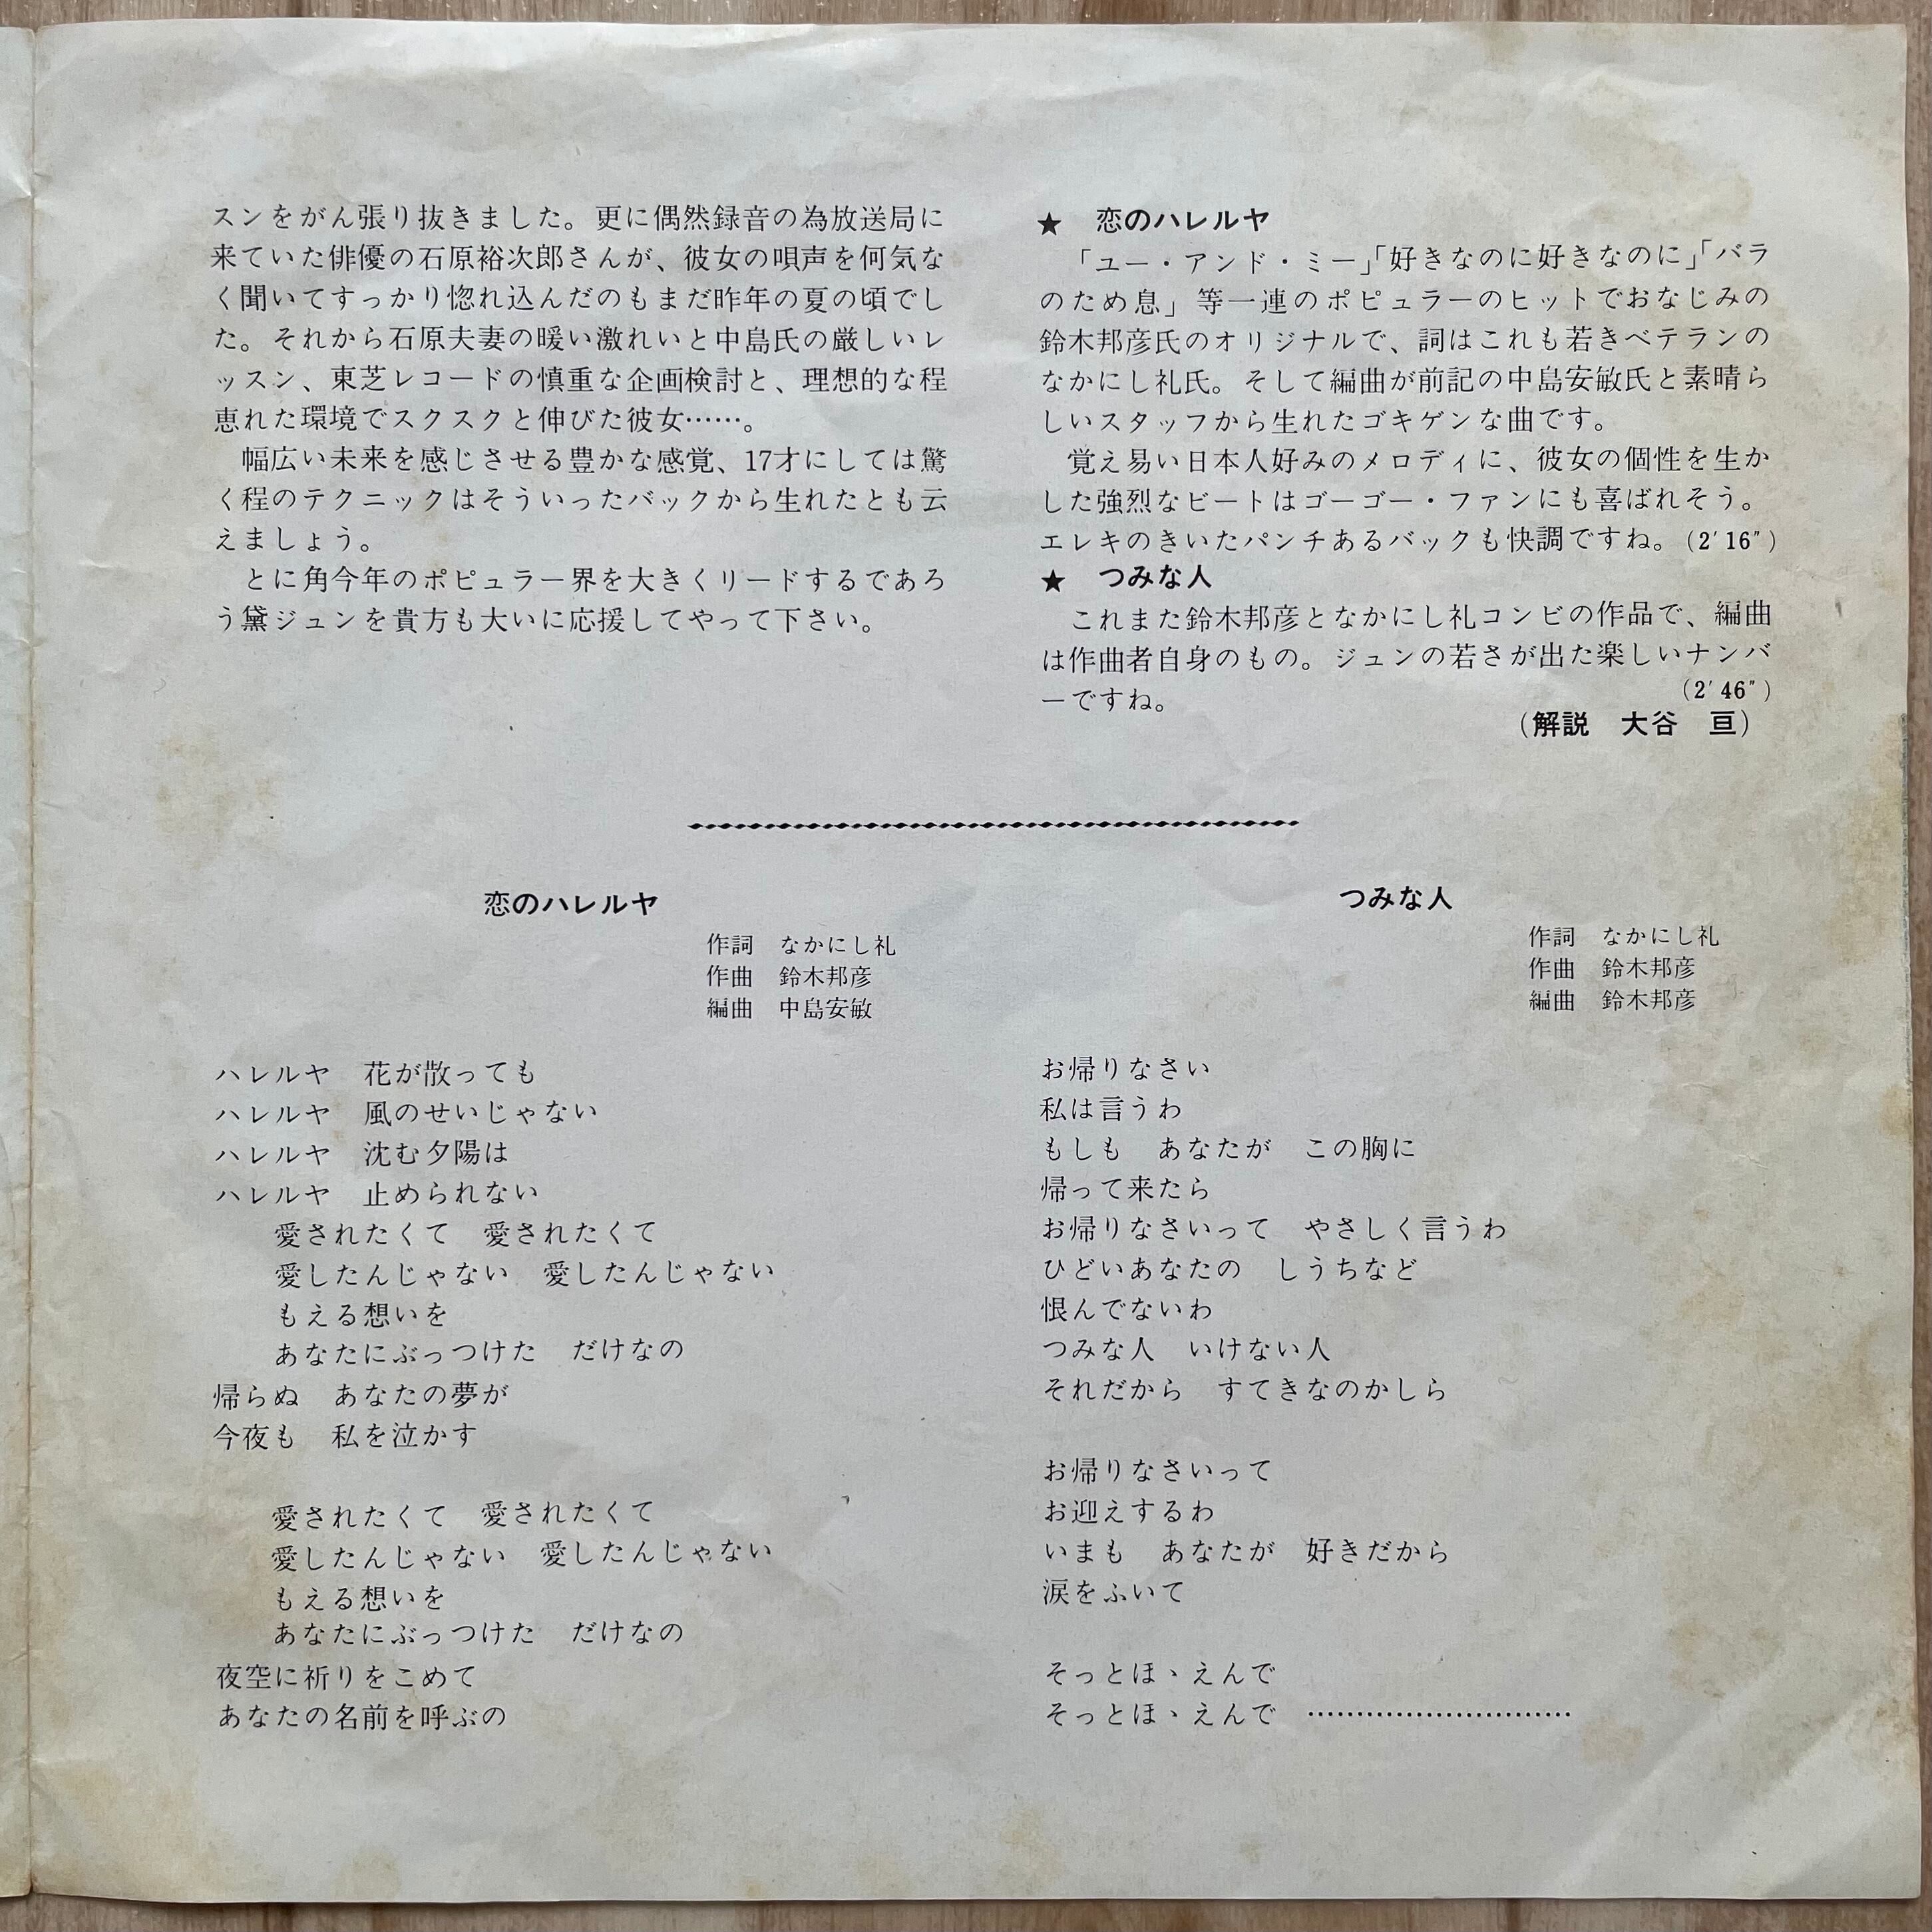 スンをがん張り抜きました。更に偶然録音の為放送局に
来ていた俳優の石原裕次郎さんが、彼女の唄声を何気な
く聞いてすっかり惚れ込んだのもまだ昨年の夏の頃でし
た。それから石原夫妻の暖い激れいと中島氏の厳しいレ
ッスン、東芝レコードの慎重な企画検討と、理想的な程
恵れた環境でスクスクと伸びた彼女……。
　幅広い未来を感じさせる豊かな感覚、17才にしては驚
く程のテクニックはそういったバックから生れたとも云
えましょう。
　とに角今年のポピュラー界を大きくリードするであろ
う黛ジュンを貴方も大いに応援してやって下さい。
★　恋のハレルヤ
　「ユー・アンド・ミー」「好きなのに好きなのに」「バラ
のため息」等一連のポピュラーのヒットでおなじみの
鈴木邦彦氏のオリジナルで、詞はこれも若きベテランの
なかにし礼氏。そして編曲が前記の中島安敏氏と素晴ら
しいスタッフから生れたゴキゲンな曲です。
　覚え易い日本人好みのメロディに、彼女の個性を生か
した強烈なビートはゴーゴー・ファンにも喜ばれそう。
エレキのきいたパンチあるバックも快調ですね。(2′16″)
★　つみな人
　これまた鈴木邦彦となかにし礼コンビの作品で、編曲
は作曲者自身のもの。ジュンの若さが出た楽しいナンバ
ーですね。
(2′46″)
(解説　大谷　亘)
恋のハレルヤ
作詞　なかにし礼
作曲　鈴木邦彦
編曲　中島安敏
ハレルヤ　花が散っても
ハレルヤ　風のせいじゃない
ハレルヤ　沈む夕陽は
ハレルヤ　止められない
　　愛されたくて　愛されたくて
　　愛したんじゃない　愛したんじゃない
　　もえる想いを
　　あなたにぶっつけた　だけなの
帰らぬ　あなたの夢が
今夜も　私を泣かす
　　愛されたくて　愛されたくて
　　愛したんじゃない　愛したんじゃない
　　もえる想いを
　　あなたにぶっつけた　だけなの
夜空に祈りをこめて
あなたの名前を呼ぶの
つみな人
作詞　なかにし礼
作曲　鈴木邦彦
編曲　鈴木邦彦
お帰りなさい
私は言うわ
もしも　あなたが　この胸に
帰って来たら
お帰りなさいって　やさしく言うわ
ひどいあなたの　しうちなど
恨んでないわ
つみな人　いけない人
それだから　すてきなのかしら
お帰りなさいって
お迎えするわ
いまも　あなたが　好きだから
涙をふいて
そっとほゝえんで
そっとほゝえんで　…………………………